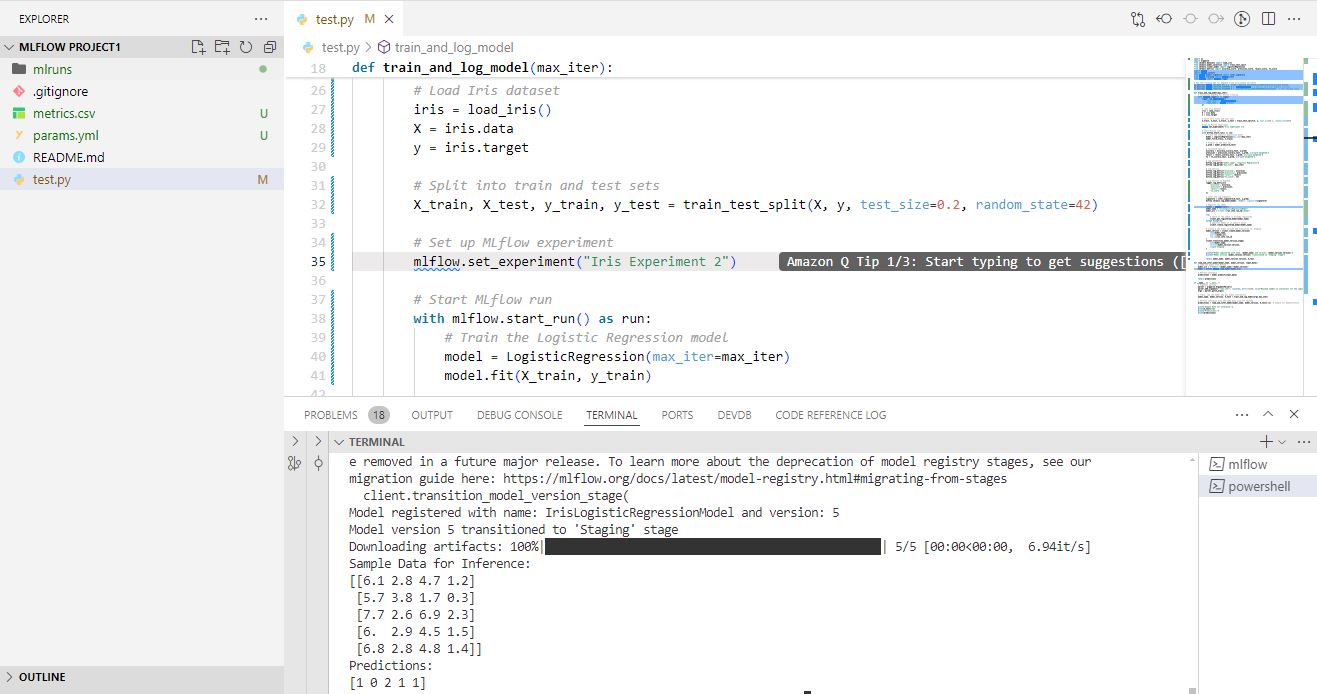 EXPLORER
MLFLOW PROJECT1
mlruns
.gitignore
metrics.csv U
params.yml U
README.md
test.py M
OUTLINE
test.py M
test.py > train_and_log_model
18 def train_and_log_model(max_iter):
26 # Load Iris dataset
27 iris = load_iris()
28 X = iris.data
29 y = iris.target
30
31 # Split into train and test sets
32 X_train, X_test, y_train, y_test = train_test_split(X, y, test_size=0.2, random_state=42)
33
34 # Set up MLflow experiment
35 mlflow.set_experiment("Iris Experiment 2") Amazon Q Tip 1/3: Start typing to get suggestions ([
36
37 # Start MLflow run
38 with mlflow.start_run() as run:
39 # Train the Logistic Regression model
40 model = LogisticRegression(max_iter=max_iter)
41 model.fit(X_train, y_train)
42
PROBLEMS 18 OUTPUT DEBUG CONSOLE TERMINAL PORTS DEVDB CODE REFERENCE LOG
TERMINAL
e removed in a future major release. To learn more about the deprecation of model registry stages, see our
migration guide here: https://mlflow.org/docs/latest/model-registry.html#migrating-from-stages
client.transition_model_version_stage(
Model registered with name: IrisLogisticRegressionModel and version: 5
Model version 5 transitioned to 'Staging' stage
Downloading artifacts: 100%| | 5/5 [00:00<00:00, 6.94it/s]
Sample Data for Inference:
[[6.1 2.8 4.7 1.2]
[5.7 3.8 1.7 0.3]
[7.7 2.6 6.9 2.3]
[6. 2.9 4.5 1.5]
[6.8 2.8 4.8 1.4]]
Predictions:
[1 0 2 1 1]
mlflow
powershell